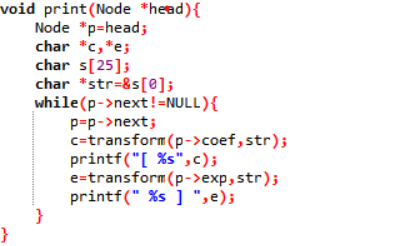 void print(Node *head){
Node *p=head;
char *c,*e;
char s[25];
char *str=&s[0];
while(p->next!=NULL){
p=p->next;
c=transform(p->coef,str);
printf("[ %s",c);
e=transform(p->exp,str);
printf(" %s ] ",e);
}
}